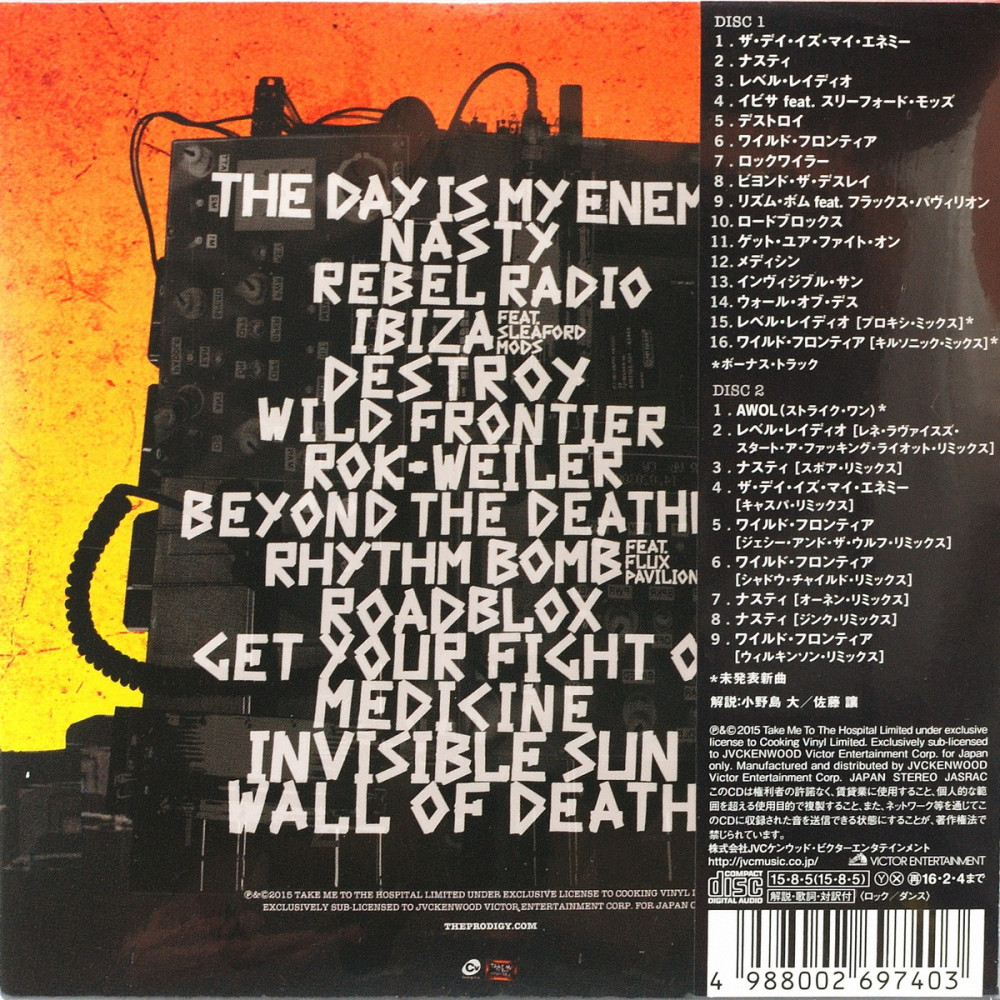 THE DAY IS MY ENEM
NASTY
REBEL RADIO
IBIZA FEAT. SLEAFORD MODS
DESTROY
WILD FRONTIER
ROK-WEILER
BEYOND THE DEATH
RHYTHM BOMB FEAT. FLUX PAVILION
ROADBLOX
GET YOUR FIGHT O
MEDICINE
INVISIBLE SUN
WALL OF DEATH
℗&©2015 TAKE ME TO THE HOSPITAL LIMITED UNDER EXCLUSIVE LICENSE TO COOKING VINYL
EXCLUSIVELY SUB-LICENSED TO JVCKENWOOD VICTOR ENTERTAINMENT CORP. FOR JAPAN
THEPRODIGY.COM
DISC 1
1. ザ・デイ・イズ・マイ・エネミー
2. ナスティ
3. レベル・レイディオ
4. イビサ feat. スリーフォード・モッズ
5. デストロイ
6. ワイルド・フロンティア
7. ロックワイラー
8. ビヨンド・ザ・デスレイ
9. リズム・ボム feat. フラックス・パヴィリオン
10. ロードブロックス
11. ゲット・ユア・ファイト・オン
12. メディシン
13. インヴィジブル・サン
14. ウォール・オブ・デス
15. レベル・レイディオ [プロキシ・ミックス]*
16. ワイルド・フロンティア [キルソニック・ミックス]*
*ボーナス・トラック
DISC 2
1. AWOL（ストライク・ワン）*
2. レベル・レイディオ [レネ・ラヴァイスズ・
スタート・ア・ファッキング・ライオット・リミックス]
3. ナスティ [スポア・リミックス]
4. ザ・デイ・イズ・マイ・エネミー
[キャスパ・リミックス]
5. ワイルド・フロンティア
[ジェシー・アンド・ザ・ウルフ・リミックス]
6. ワイルド・フロンティア
[シャドウ・チャイルド・リミックス]
7. ナスティ [オーネン・リミックス]
8. ナスティ [ジンク・リミックス]
9. ワイルド・フロンティア
[ウィルキンソン・リミックス]
*未発表新曲
解説:小野島 大／佐藤 譲
℗&©2015 Take Me To The Hospital Limited under exclusive
license to Cooking Vinyl Limited. Exclusively sub-licensed
to JVCKENWOOD Victor Entertainment Corp. for Japan
only. Manufactured and distributed by JVCKENWOOD
Victor Entertainment Corp. JAPAN STEREO JASRAC
このCDは権利者の許諾なく、賃貸業に使用すること、個人的な範
囲を超える使用目的で複製すること、また、ネットワーク等を通じてこ
のCDに収録された音を送信できる状態にすることが、著作権法で
禁じられています。
株式会社JVCケンウッド・ビクターエンタテインメント
http://jvcmusic.co.jp/ VICTOR ENTERTAINMENT
COMPACT disc DIGITAL AUDIO
15・8・5(15・8・5) Ⓨ Ⓧ 再16・2・4まで
解説・歌詞・対訳付 〈ロック／ダンス〉
4 988002 697403